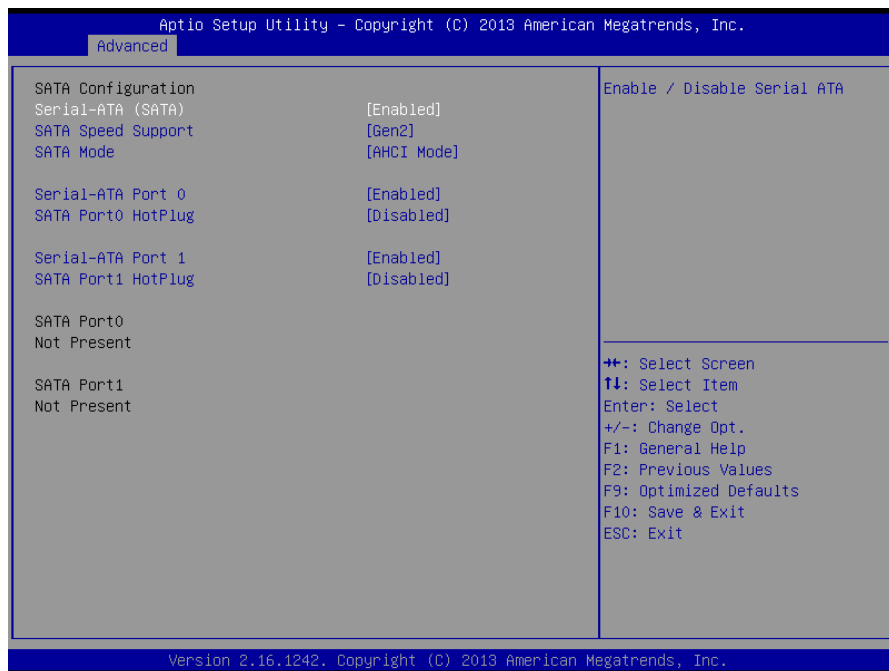 Aptio Setup Utility – Copyright (C) 2013 American Megatrends, Inc.
Advanced
SATA Configuration
Serial-ATA (SATA) [Enabled]
SATA Speed Support [Gen2]
SATA Mode [AHCI Mode]
Serial-ATA Port 0 [Enabled]
SATA Port0 HotPlug [Disabled]
Serial-ATA Port 1 [Enabled]
SATA Port1 HotPlug [Disabled]
SATA Port0
Not Present
SATA Port1
Not Present
Enable / Disable Serial ATA
→←: Select Screen
↑↓: Select Item
Enter: Select
+/-: Change Opt.
F1: General Help
F2: Previous Values
F9: Optimized Defaults
F10: Save & Exit
ESC: Exit
Version 2.16.1242. Copyright (C) 2013 American Megatrends, Inc.